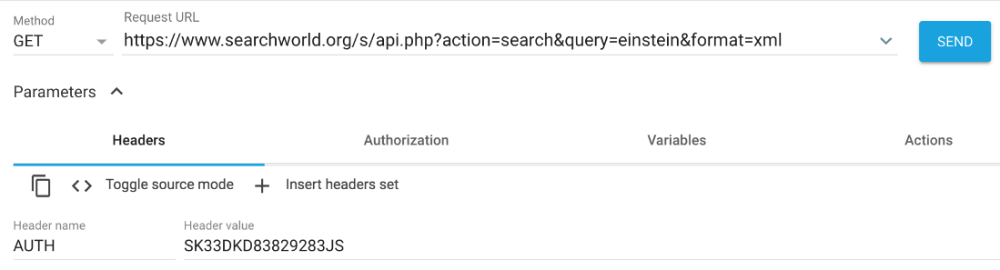 Method
Request URL
GET
https://www.searchworld.org/s/api.php?action=search&query=einstein&format=xml
SEND
Parameters
Headers Authorization Variables Actions
Toggle source mode Insert headers set
Header name Header value
AUTH SK33DKD83829283JS